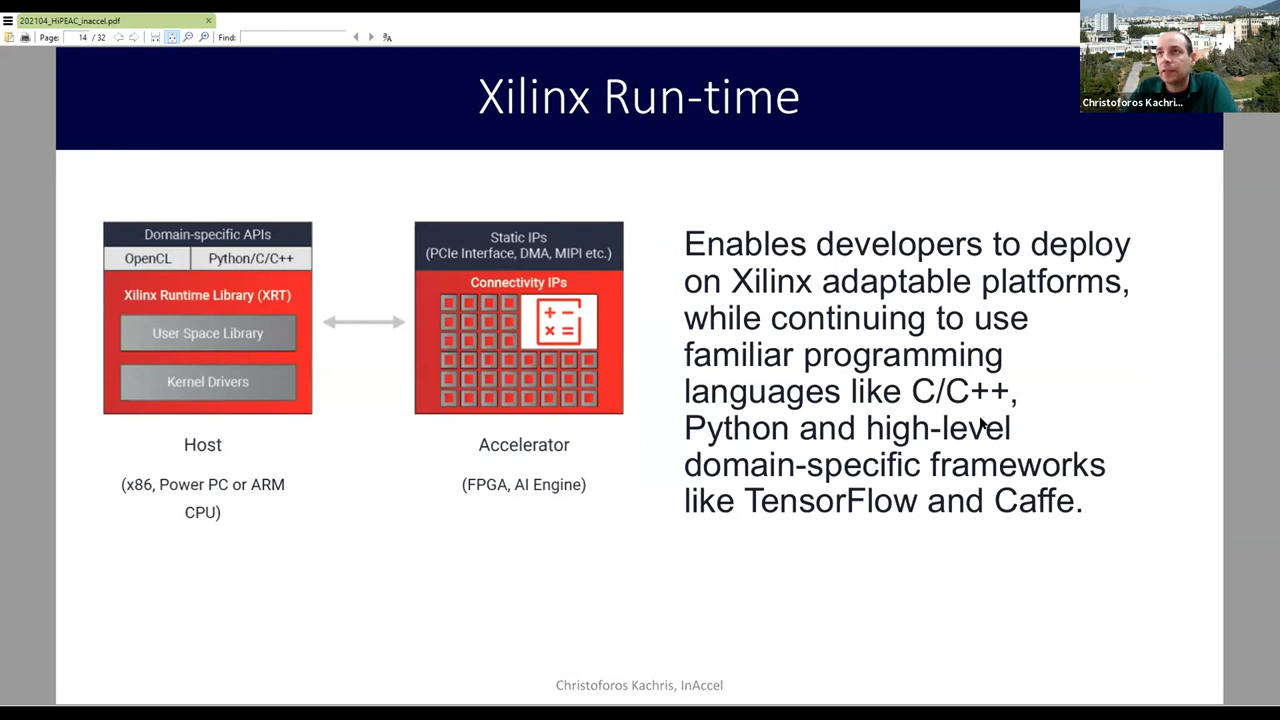 202104_HiPEAC_inaccel.pdf
Page: 14 / 32 Find:
Christoforos Kachri...
Xilinx Run-time
Domain-specific APIs
OpenCL Python/C/C++
Xilinx Runtime Library (XRT)
User Space Library
Kernel Drivers
Host
(x86, Power PC or ARM
CPU)
Static IPs
(PCIe Interface, DMA, MIPI etc.)
Connectivity IPs
Accelerator
(FPGA, AI Engine)
Enables developers to deploy
on Xilinx adaptable platforms,
while continuing to use
familiar programming
languages like C/C++,
Python and high-level
domain-specific frameworks
like TensorFlow and Caffe.
Christoforos Kachris, InAccel